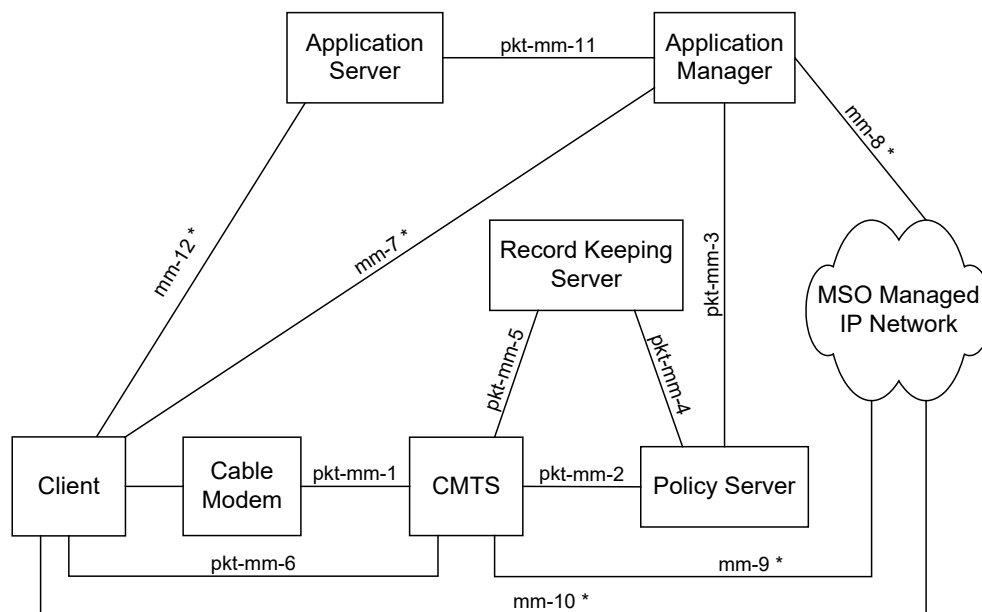 Application
Server
pkt-mm-11
Application
Manager
mm-8 *
mm-12 *
mm-7 *
pkt-mm-3
Record Keeping
Server
MSO Managed
IP Network
pkt-mm-5
pkt-mm-4
Client
Cable
Modem
pkt-mm-1
CMTS
pkt-mm-2
Policy Server
pkt-mm-6
mm-9 *
mm-10 *